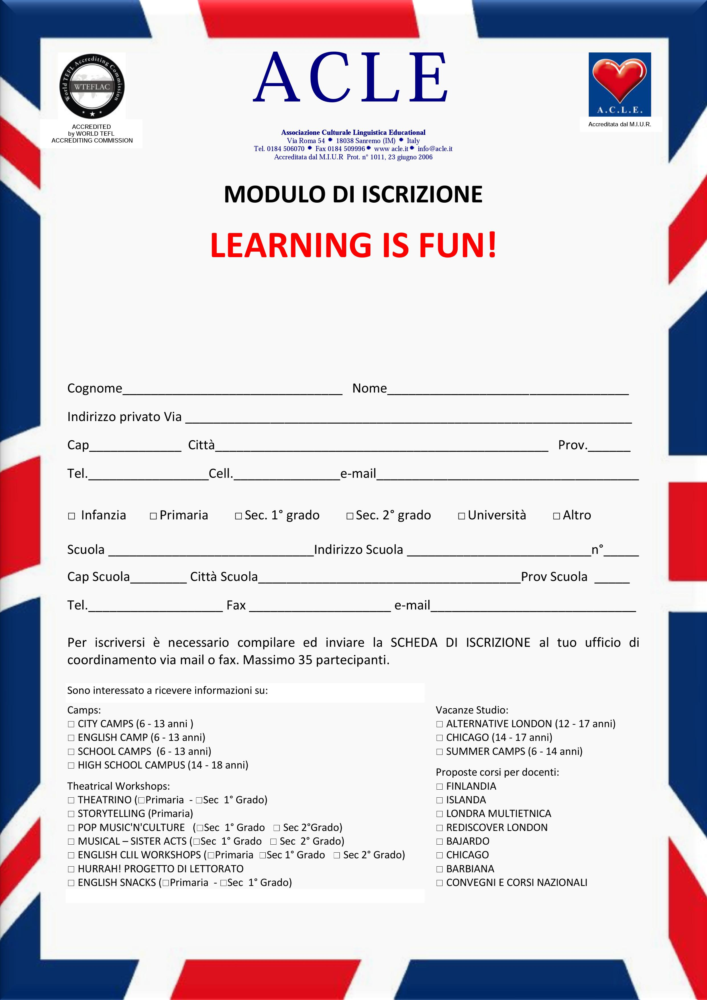 World TEFL Accrediting Commission
WTEFLAC
ACCREDITED
by WORLD TEFL
ACCREDITING COMMISSION
ACLE
A.C.L.E.
Accreditata dal M.I.U.R.
Associazione Culturale Linguistica Educational
Via Roma 54 • 18038 Sanremo (IM) • Italy
Tel. 0184 506070 • Fax 0184 509996 • www acle.it • info@acle.it
Accreditata dal M.I.U.R Prot. n° 1011, 23 giugno 2006
MODULO DI ISCRIZIONE
LEARNING IS FUN!
Cognome_______________________________ Nome__________________________________
Indirizzo privato Via _______________________________________________________________
Cap_____________ Città_______________________________________________ Prov.______
Tel._________________Cell._______________e-mail_____________________________________
□ Infanzia □ Primaria □ Sec. 1° grado □ Sec. 2° grado □ Università □ Altro
Scuola _____________________________Indirizzo Scuola __________________________n°_____
Cap Scuola________ Città Scuola_____________________________________Prov Scuola _____
Tel.___________________ Fax ____________________ e-mail_____________________________
Per iscriversi è necessario compilare ed inviare la SCHEDA DI ISCRIZIONE al tuo ufficio di
coordinamento via mail o fax. Massimo 35 partecipanti.
Sono interessato a ricevere informazioni su:
Camps:
□ CITY CAMPS (6 - 13 anni )
□ ENGLISH CAMP (6 - 13 anni)
□ SCHOOL CAMPS (6 - 13 anni)
□ HIGH SCHOOL CAMPUS (14 - 18 anni)
Theatrical Workshops:
□ THEATRINO (□Primaria - □Sec 1° Grado)
□ STORYTELLING (Primaria)
□ POP MUSIC'N'CULTURE (□Sec 1° Grado □ Sec 2°Grado)
□ MUSICAL – SISTER ACTS (□Sec 1° Grado □ Sec 2° Grado)
□ ENGLISH CLIL WORKSHOPS (□Primaria □Sec 1° Grado □ Sec 2° Grado)
□ HURRAH! PROGETTO DI LETTORATO
□ ENGLISH SNACKS (□Primaria - □Sec 1° Grado)
Vacanze Studio:
□ ALTERNATIVE LONDON (12 - 17 anni)
□ CHICAGO (14 - 17 anni)
□ SUMMER CAMPS (6 - 14 anni)
Proposte corsi per docenti:
□ FINLANDIA
□ ISLANDA
□ LONDRA MULTIETNICA
□ REDISCOVER LONDON
□ BAJARDO
□ CHICAGO
□ BARBIANA
□ CONVEGNI E CORSI NAZIONALI